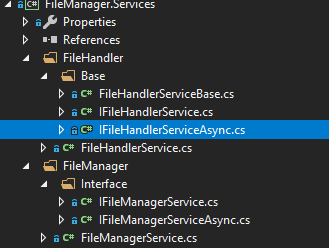 FileManager.Services
Properties
References
FileHandler
Base
C# FileHandlerServiceBase.cs
C# IFileHandlerService.cs
C# IFileHandlerServiceAsync.cs
C# FileHandlerService.cs
FileManager
Interface
C# IFileManagerService.cs
C# IFileManagerServiceAsync.cs
C# FileManagerService.cs